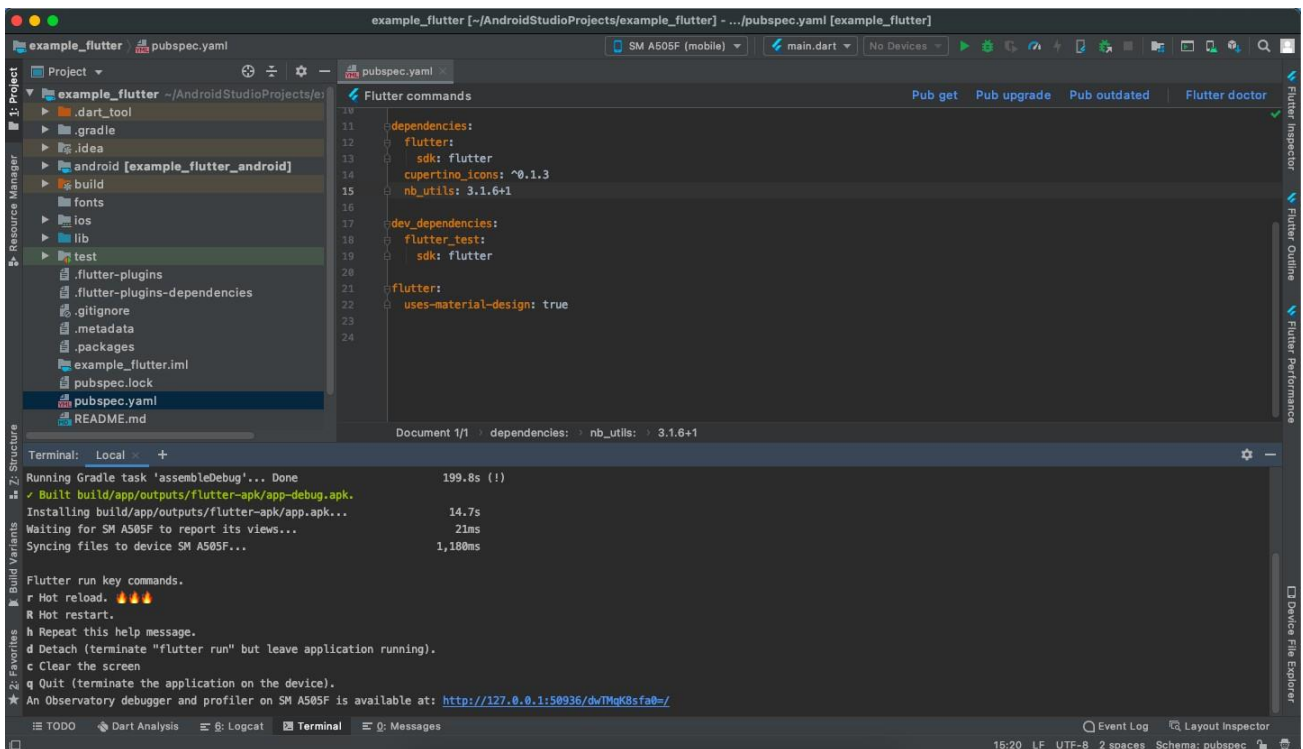 example_flutter [~/AndroidStudioProjects/example_flutter] - .../pubspec.yaml [example_flutter]
example_flutter pubspec.yaml SM A505F (mobile) main.dart No Devices
Project pubspec.yaml
1: Project
Resource Manager
Z: Structure
Build Variants
2: Favorites
example_flutter ~/AndroidStudioProjects/e
.dart_tool
.gradle
.idea
android [example_flutter_android]
build
fonts
ios
lib
test
.flutter-plugins
.flutter-plugins-dependencies
.gitignore
.metadata
.packages
example_flutter.iml
pubspec.lock
pubspec.yaml
README.md
Flutter commands Pub get Pub upgrade Pub outdated Flutter doctor
10
11 dependencies:
12 flutter:
13 sdk: flutter
14 cupertino_icons: ^0.1.3
15 nb_utils: 3.1.6+1
16
17 dev_dependencies:
18 flutter_test:
19 sdk: flutter
20
21 flutter:
22 uses-material-design: true
23
24
Document 1/1 dependencies: nb_utils: 3.1.6+1
Flutter Inspector
Flutter Outline
Flutter Performance
Device File Explorer
Terminal: Local +
Running Gradle task 'assembleDebug'... Done 199.8s (!)
✓ Built build/app/outputs/flutter-apk/app-debug.apk.
Installing build/app/outputs/flutter-apk/app.apk... 14.7s
Waiting for SM A505F to report its views... 21ms
Syncing files to device SM A505F... 1,180ms
Flutter run key commands.
r Hot reload. 🔥🔥🔥
R Hot restart.
h Repeat this help message.
d Detach (terminate "flutter run" but leave application running).
c Clear the screen
q Quit (terminate the application on the device).
An Observatory debugger and profiler on SM A505F is available at: http://127.0.0.1:50936/dwTMqK8sfa0=/
TODO Dart Analysis 6: Logcat Terminal 0: Messages Event Log Layout Inspector
15:20 LF UTF-8 2 spaces Schema: pubspec